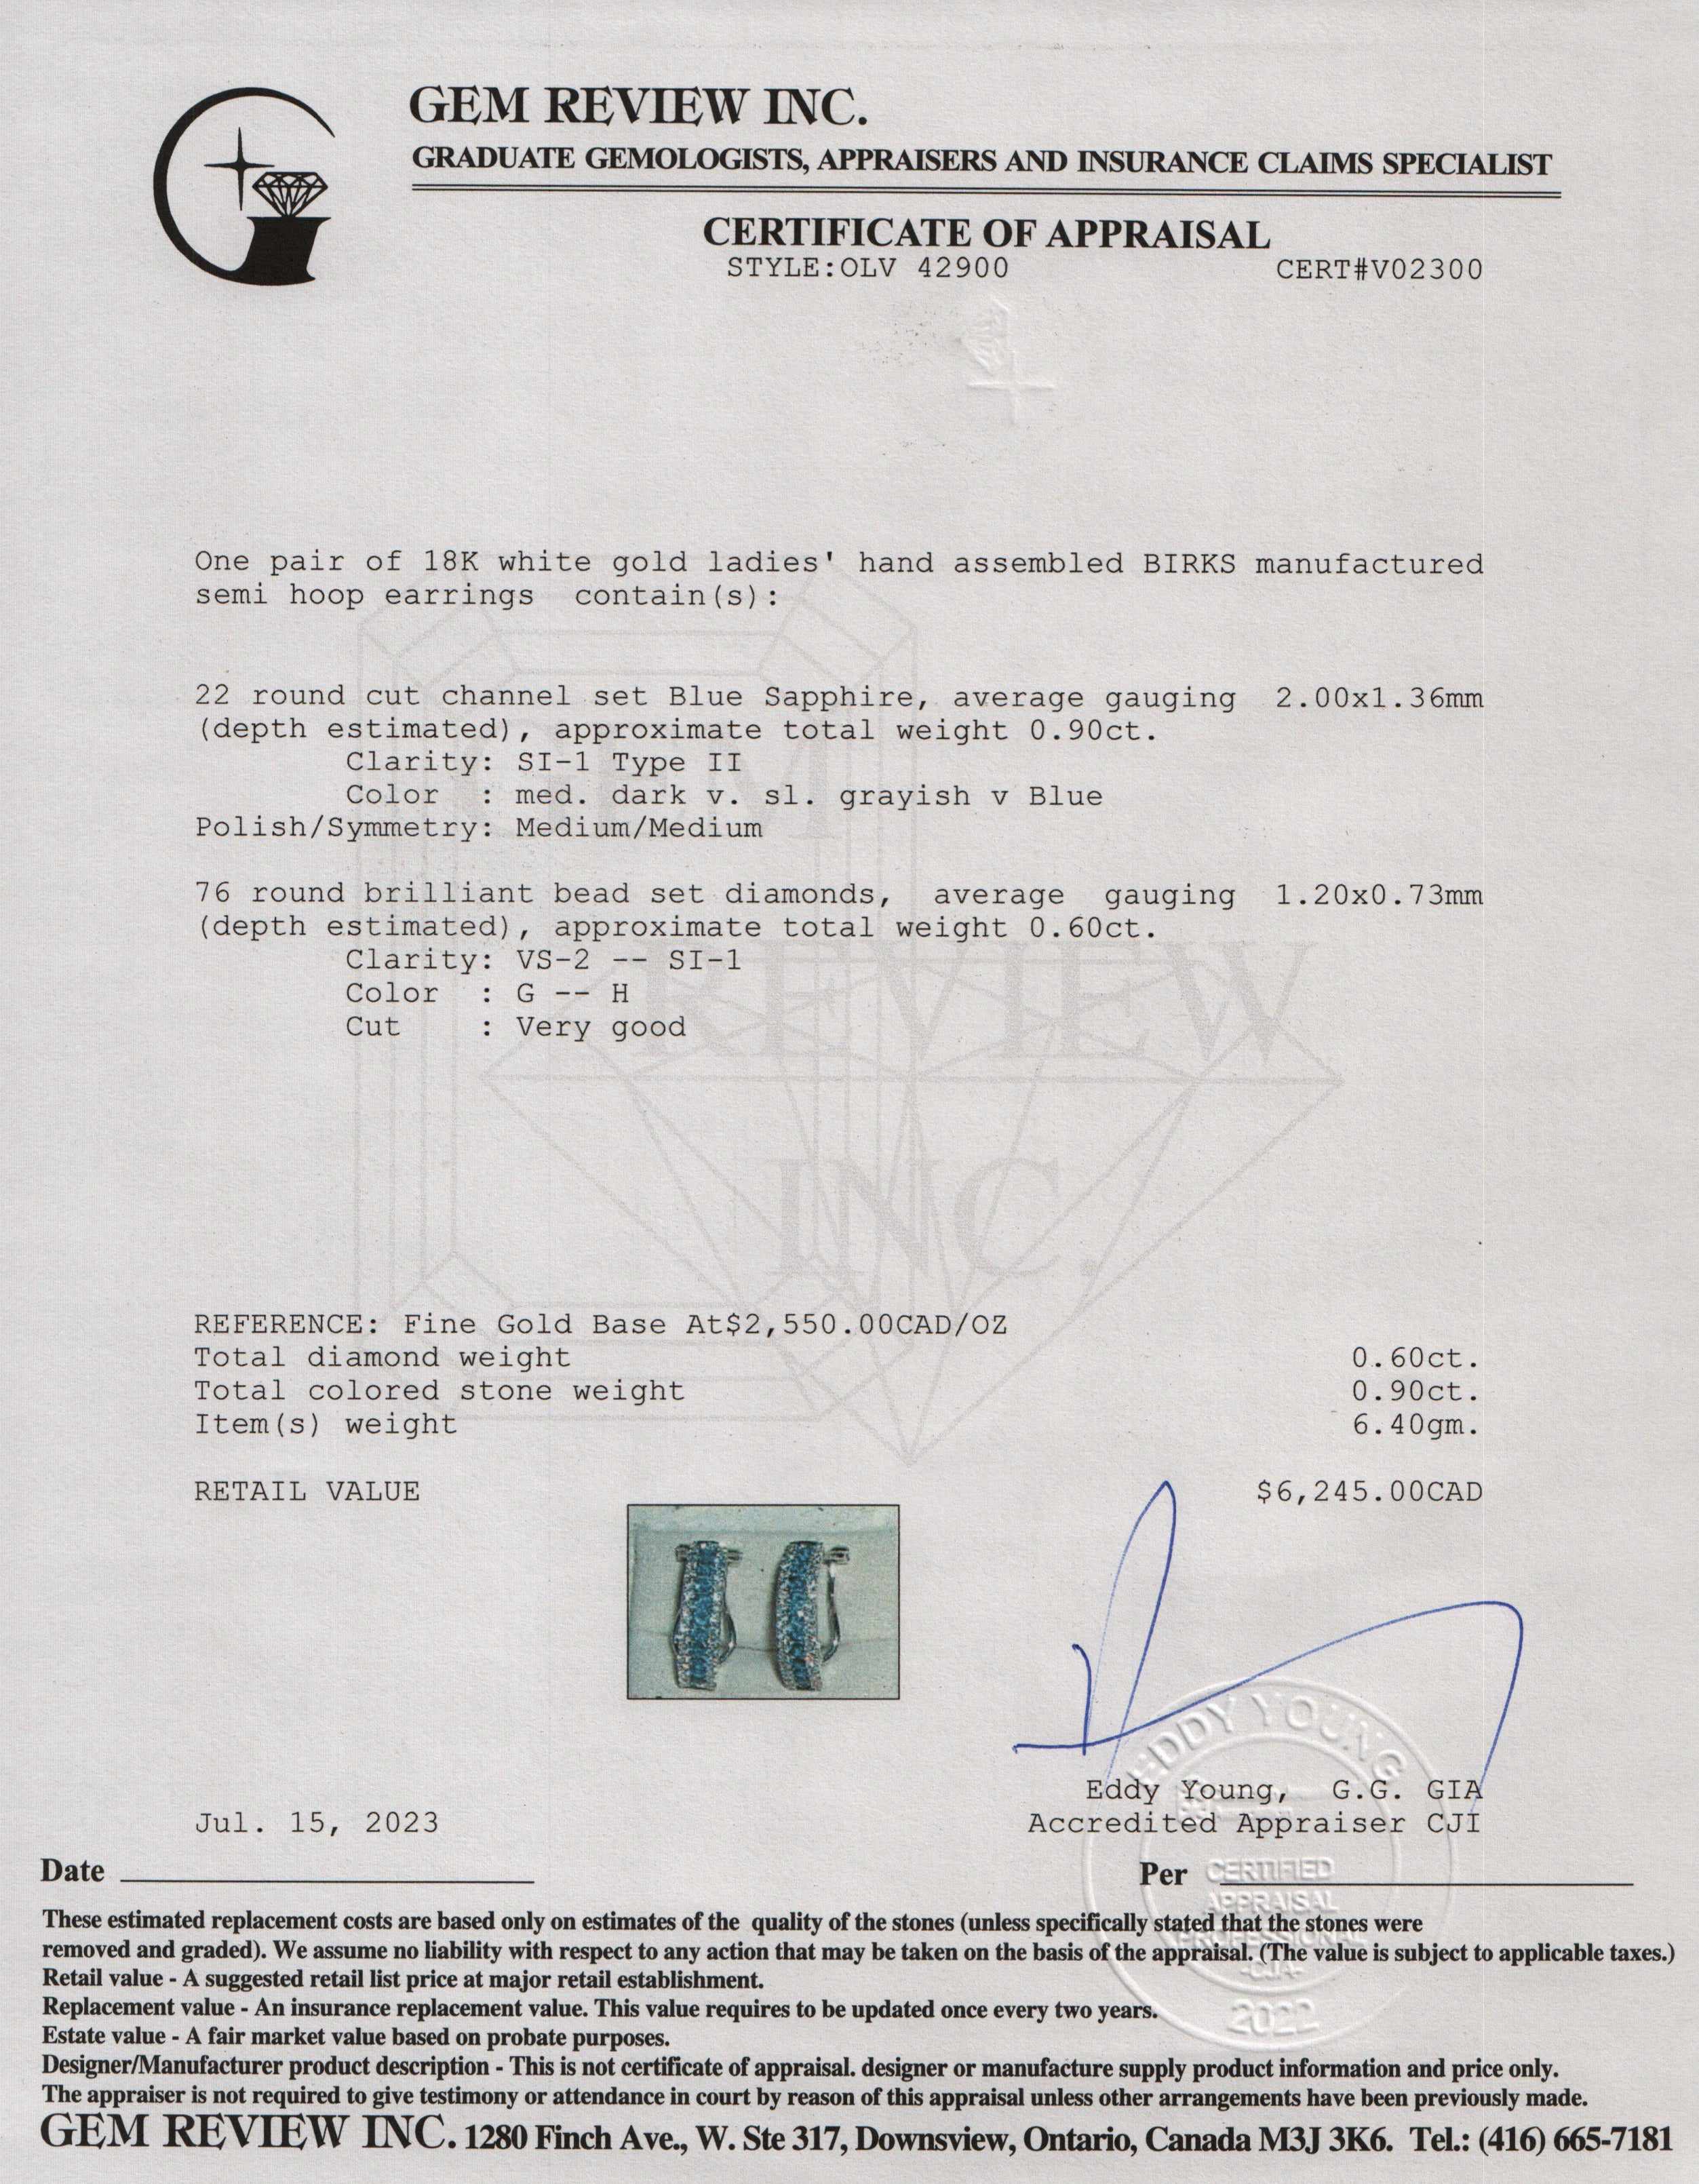 GEM REVIEW INC.
GRADUATE GEMOLOGISTS, APPRAISERS AND INSURANCE CLAIMS SPECIALIST
CERTIFICATE OF APPRAISAL
STYLE:OLV 42900
CERT#V02300
One pair of 18K white gold ladies' hand assembled BIRKS manufactured
semi hoop earrings contain(s):
22 round cut channel set Blue Sapphire, average gauging 2.00x1.36mm
(depth estimated), approximate total weight 0.90ct.
Clarity: SI-1 Type II
Color : med. dark v. sl. grayish v Blue
Polish/Symmetry: Medium/Medium
76 round brilliant bead set diamonds, average gauging 1.20x0.73mm
(depth estimated), approximate total weight 0.60ct.
Clarity: VS-2 -- SI-1
Color : G -- H
Cut : Very good
GEM
REVIEW
INC.
REFERENCE: Fine Gold Base At$2,550.00CAD/OZ
Total diamond weight 0.60ct.
Total colored stone weight 0.90ct.
Item(s) weight 6.40gm.
RETAIL VALUE $6,245.00CAD
EDDY YOUNG
Eddy Young, G.G. GIA
Jul. 15, 2023
Accredited Appraiser CJI
Date
Per
CERTIFIED
APPRAISAL
PROFESSIONAL
-CJA-
2022
These estimated replacement costs are based only on estimates of the quality of the stones (unless specifically stated that the stones were
removed and graded). We assume no liability with respect to any action that may be taken on the basis of the appraisal. (The value is subject to applicable taxes.)
Retail value - A suggested retail list price at major retail establishment.
Replacement value - An insurance replacement value. This value requires to be updated once every two years.
Estate value - A fair market value based on probate purposes.
Designer/Manufacturer product description - This is not certificate of appraisal. designer or manufacture supply product information and price only.
The appraiser is not required to give testimony or attendance in court by reason of this appraisal unless other arrangements have been previously made.
GEM REVIEW INC. 1280 Finch Ave., W. Ste 317, Downsview, Ontario, Canada M3J 3K6. Tel.: (416) 665-7181